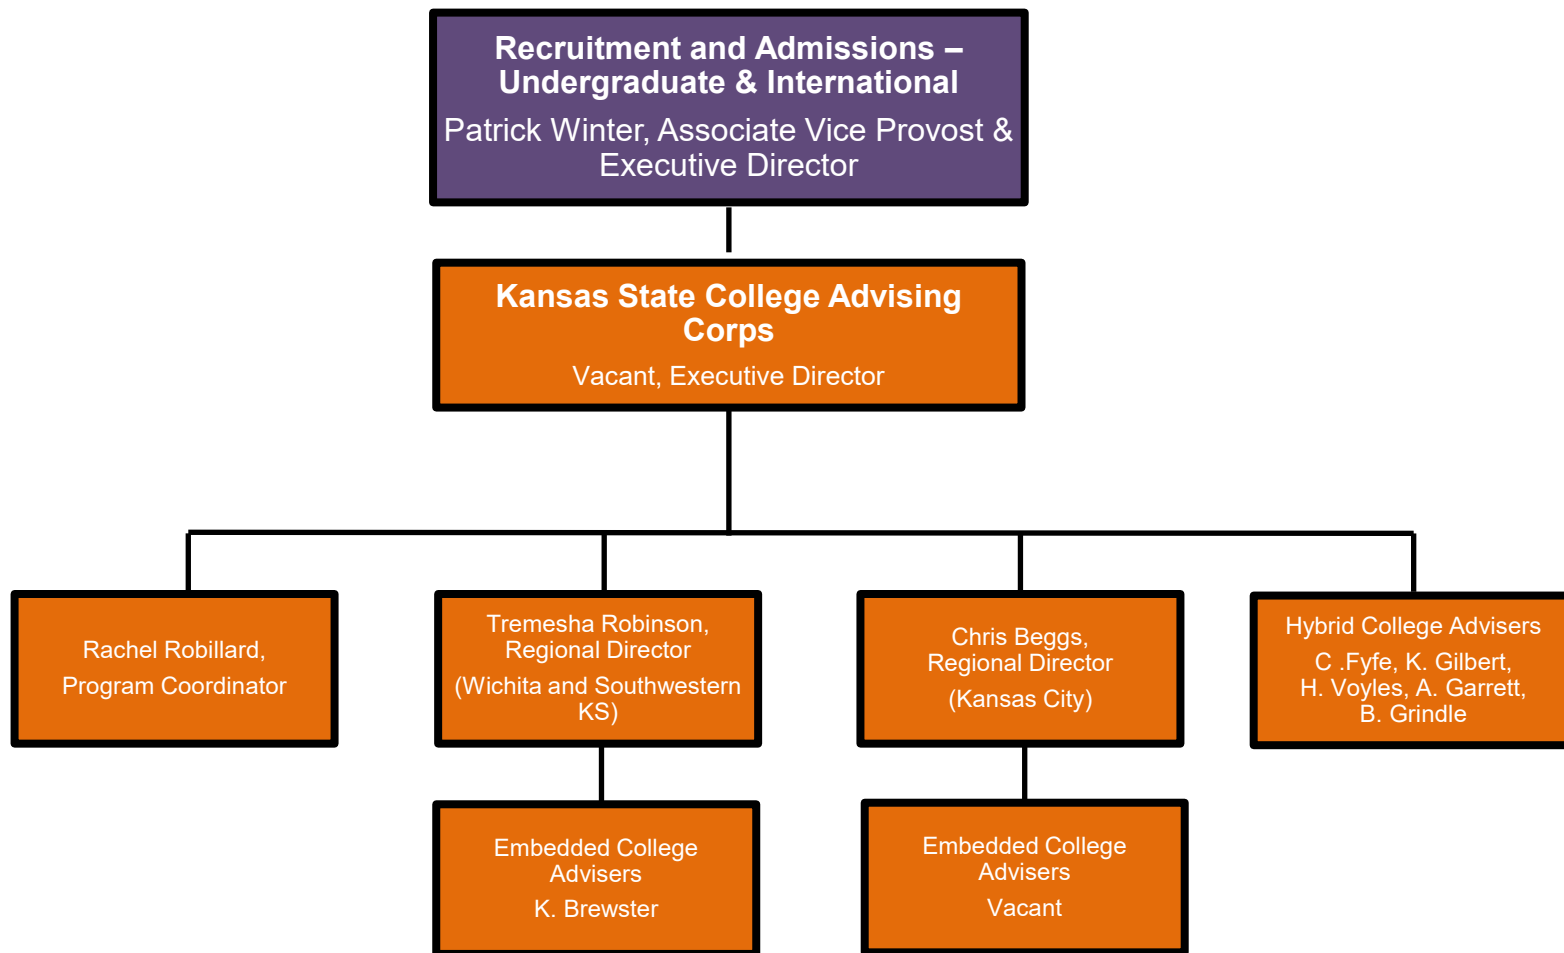 Recruitment and Admissions –
Undergraduate & International
Patrick Winter, Associate Vice Provost &
Executive Director
Kansas State College Advising
Corps
Vacant, Executive Director
Rachel Robillard,
Program Coordinator
Tremesha Robinson,
Regional Director
(Wichita and Southwestern
KS)
Chris Beggs,
Regional Director
(Kansas City)
Hybrid College Advisers
C .Fyfe, K. Gilbert,
H. Voyles, A. Garrett,
B. Grindle
Embedded College
Advisers
K. Brewster
Embedded College
Advisers
Vacant